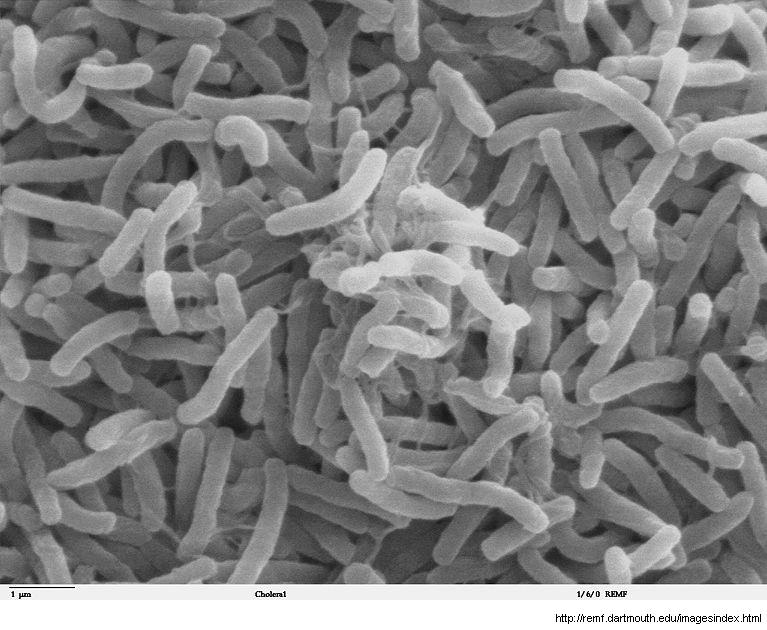 1 µm Cholera1 1/6/0 REMF
http://remf.dartmouth.edu/imagesindex.html